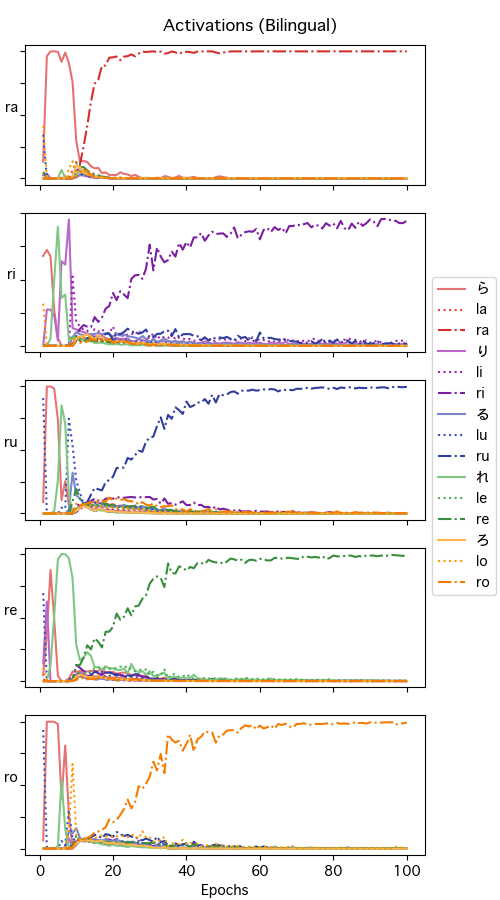 Activations (Bilingual)
ra
ri
ru
re
ro
ら
la
ra
り
li
ri
る
lu
ru
れ
le
re
ろ
lo
ro
0 20 40 60 80 100
Epochs